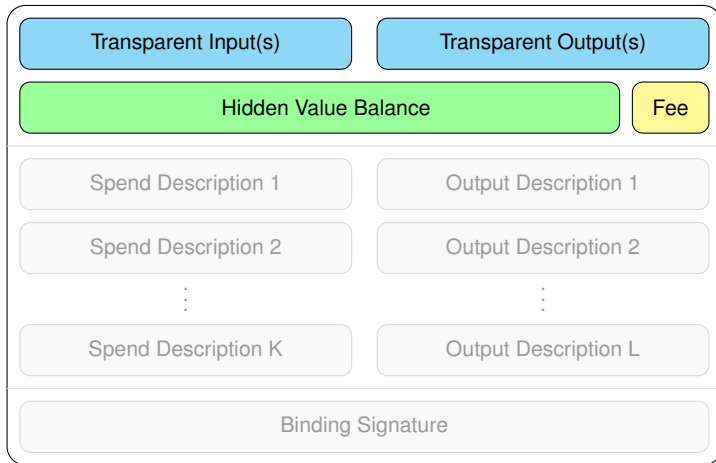 Transparent Input(s) Transparent Output(s)
Hidden Value Balance Fee
Spend Description 1 Output Description 1
Spend Description 2 Output Description 2
⋮ ⋮
Spend Description K Output Description L
Binding Signature